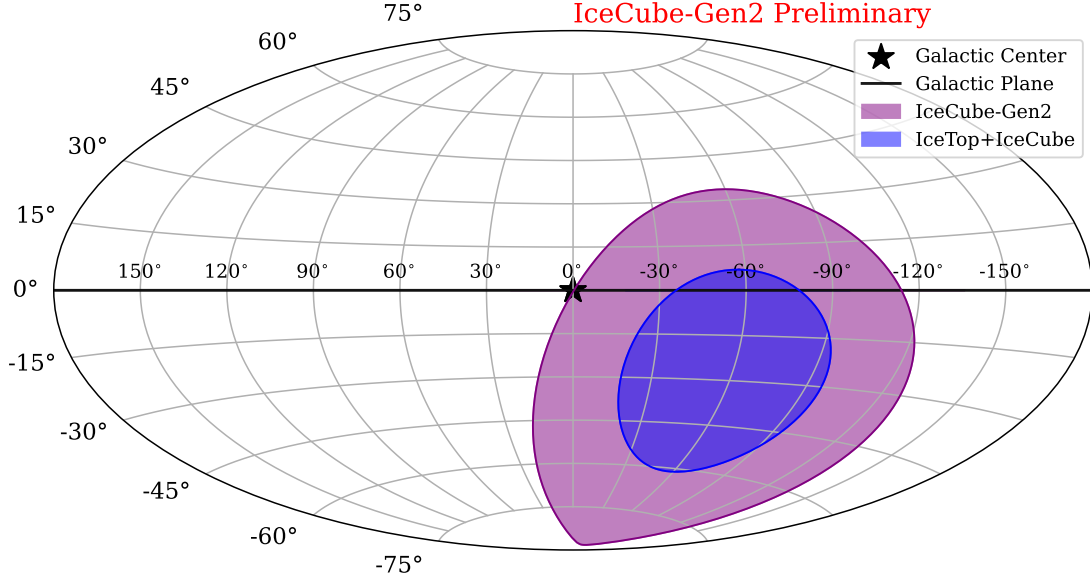 IceCube-Gen2 Preliminary
Galactic Center
Galactic Plane
IceCube-Gen2
IceTop+IceCube
75°
60°
45°
30°
15°
0°
-15°
-30°
-45°
-60°
-75°
150° 120° 90° 60° 30° 0° -30° -60° -90° -120° -150°